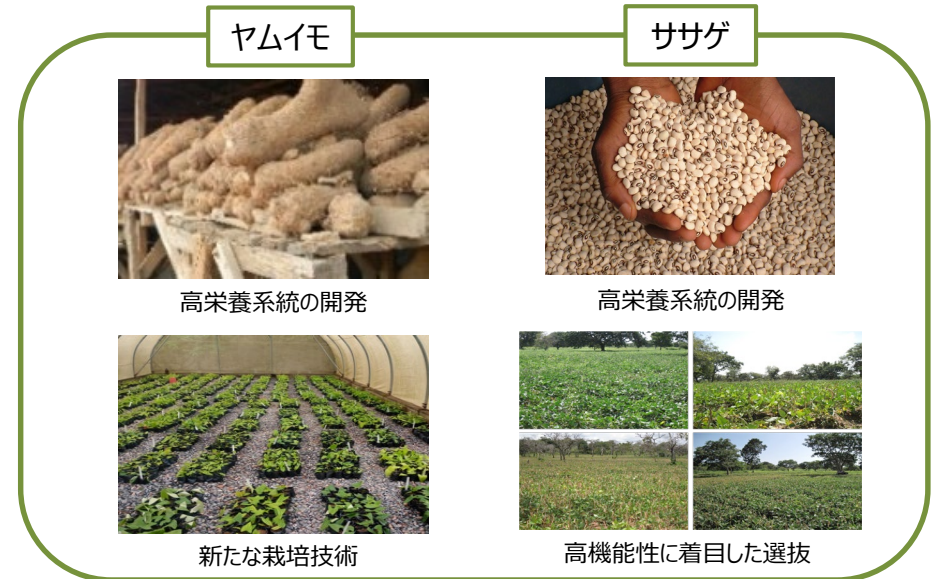 ヤムイモ
ササゲ
高栄養系統の開発
高栄養系統の開発
新たな栽培技術
高機能性に着目した選抜